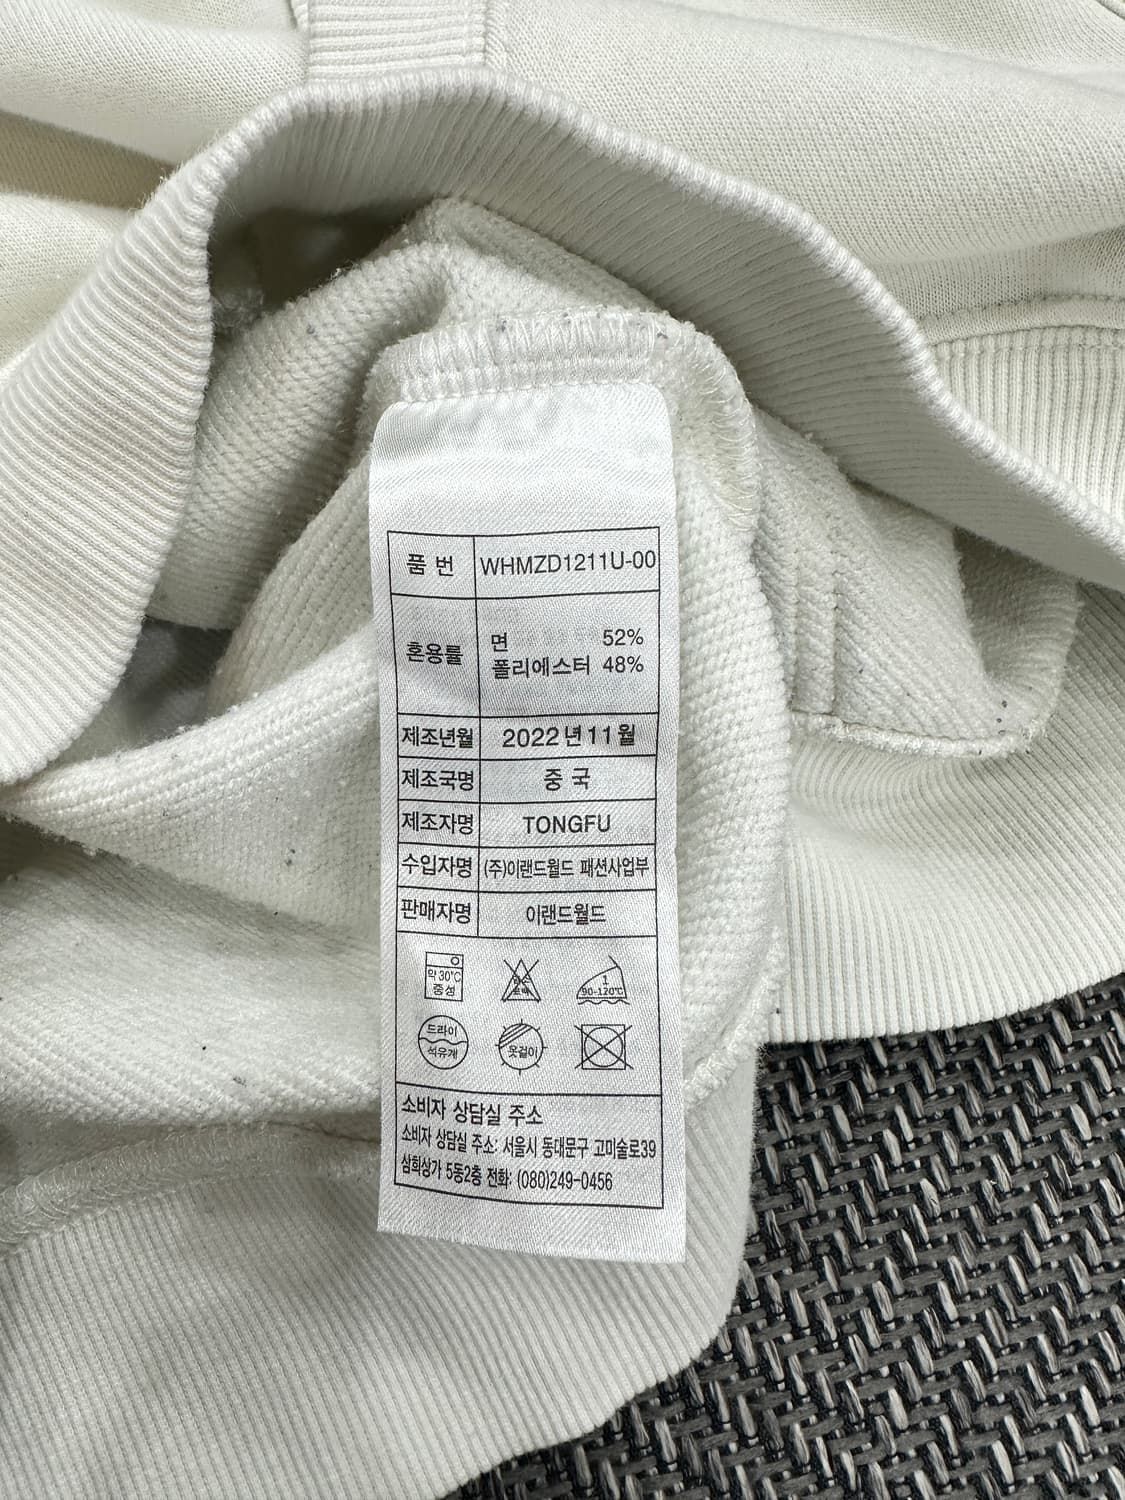 품 번 WHMZD1211U-00
혼용률
면 52%
폴리에스터 48%
제조년월 2022년11월
제조국명 중 국
제조자명 TONGFU
수입자명 (주)이랜드월드 패션사업부
판매자명 이랜드월드
약30℃
중성
1
90-120℃
드라이
석유계
옷걸이
소비자 상담실 주소
소비자 상담실 주소: 서울시 동대문구 고미술로39
삼희상가 5동2층 전화: (080)249-0456